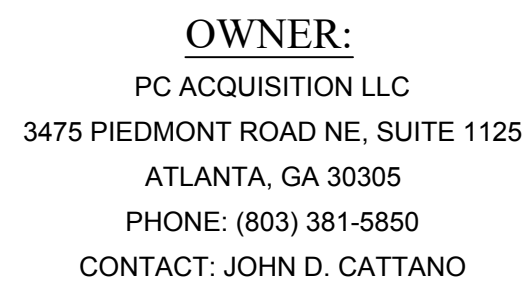 OWNER:
PC ACQUISITION LLC
3475 PIEDMONT ROAD NE, SUITE 1125
ATLANTA, GA 30305
PHONE: (803) 381-5850
CONTACT: JOHN D. CATTANO